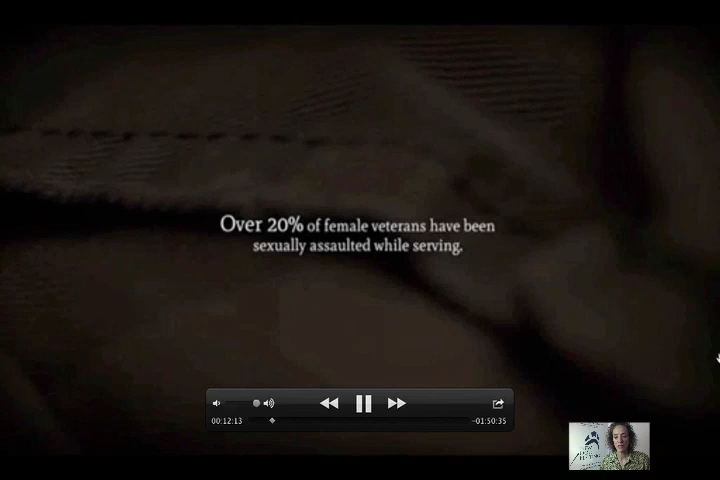 Over 20% of female veterans have been
sexually assaulted while serving.
00:12:13
-01:50:35